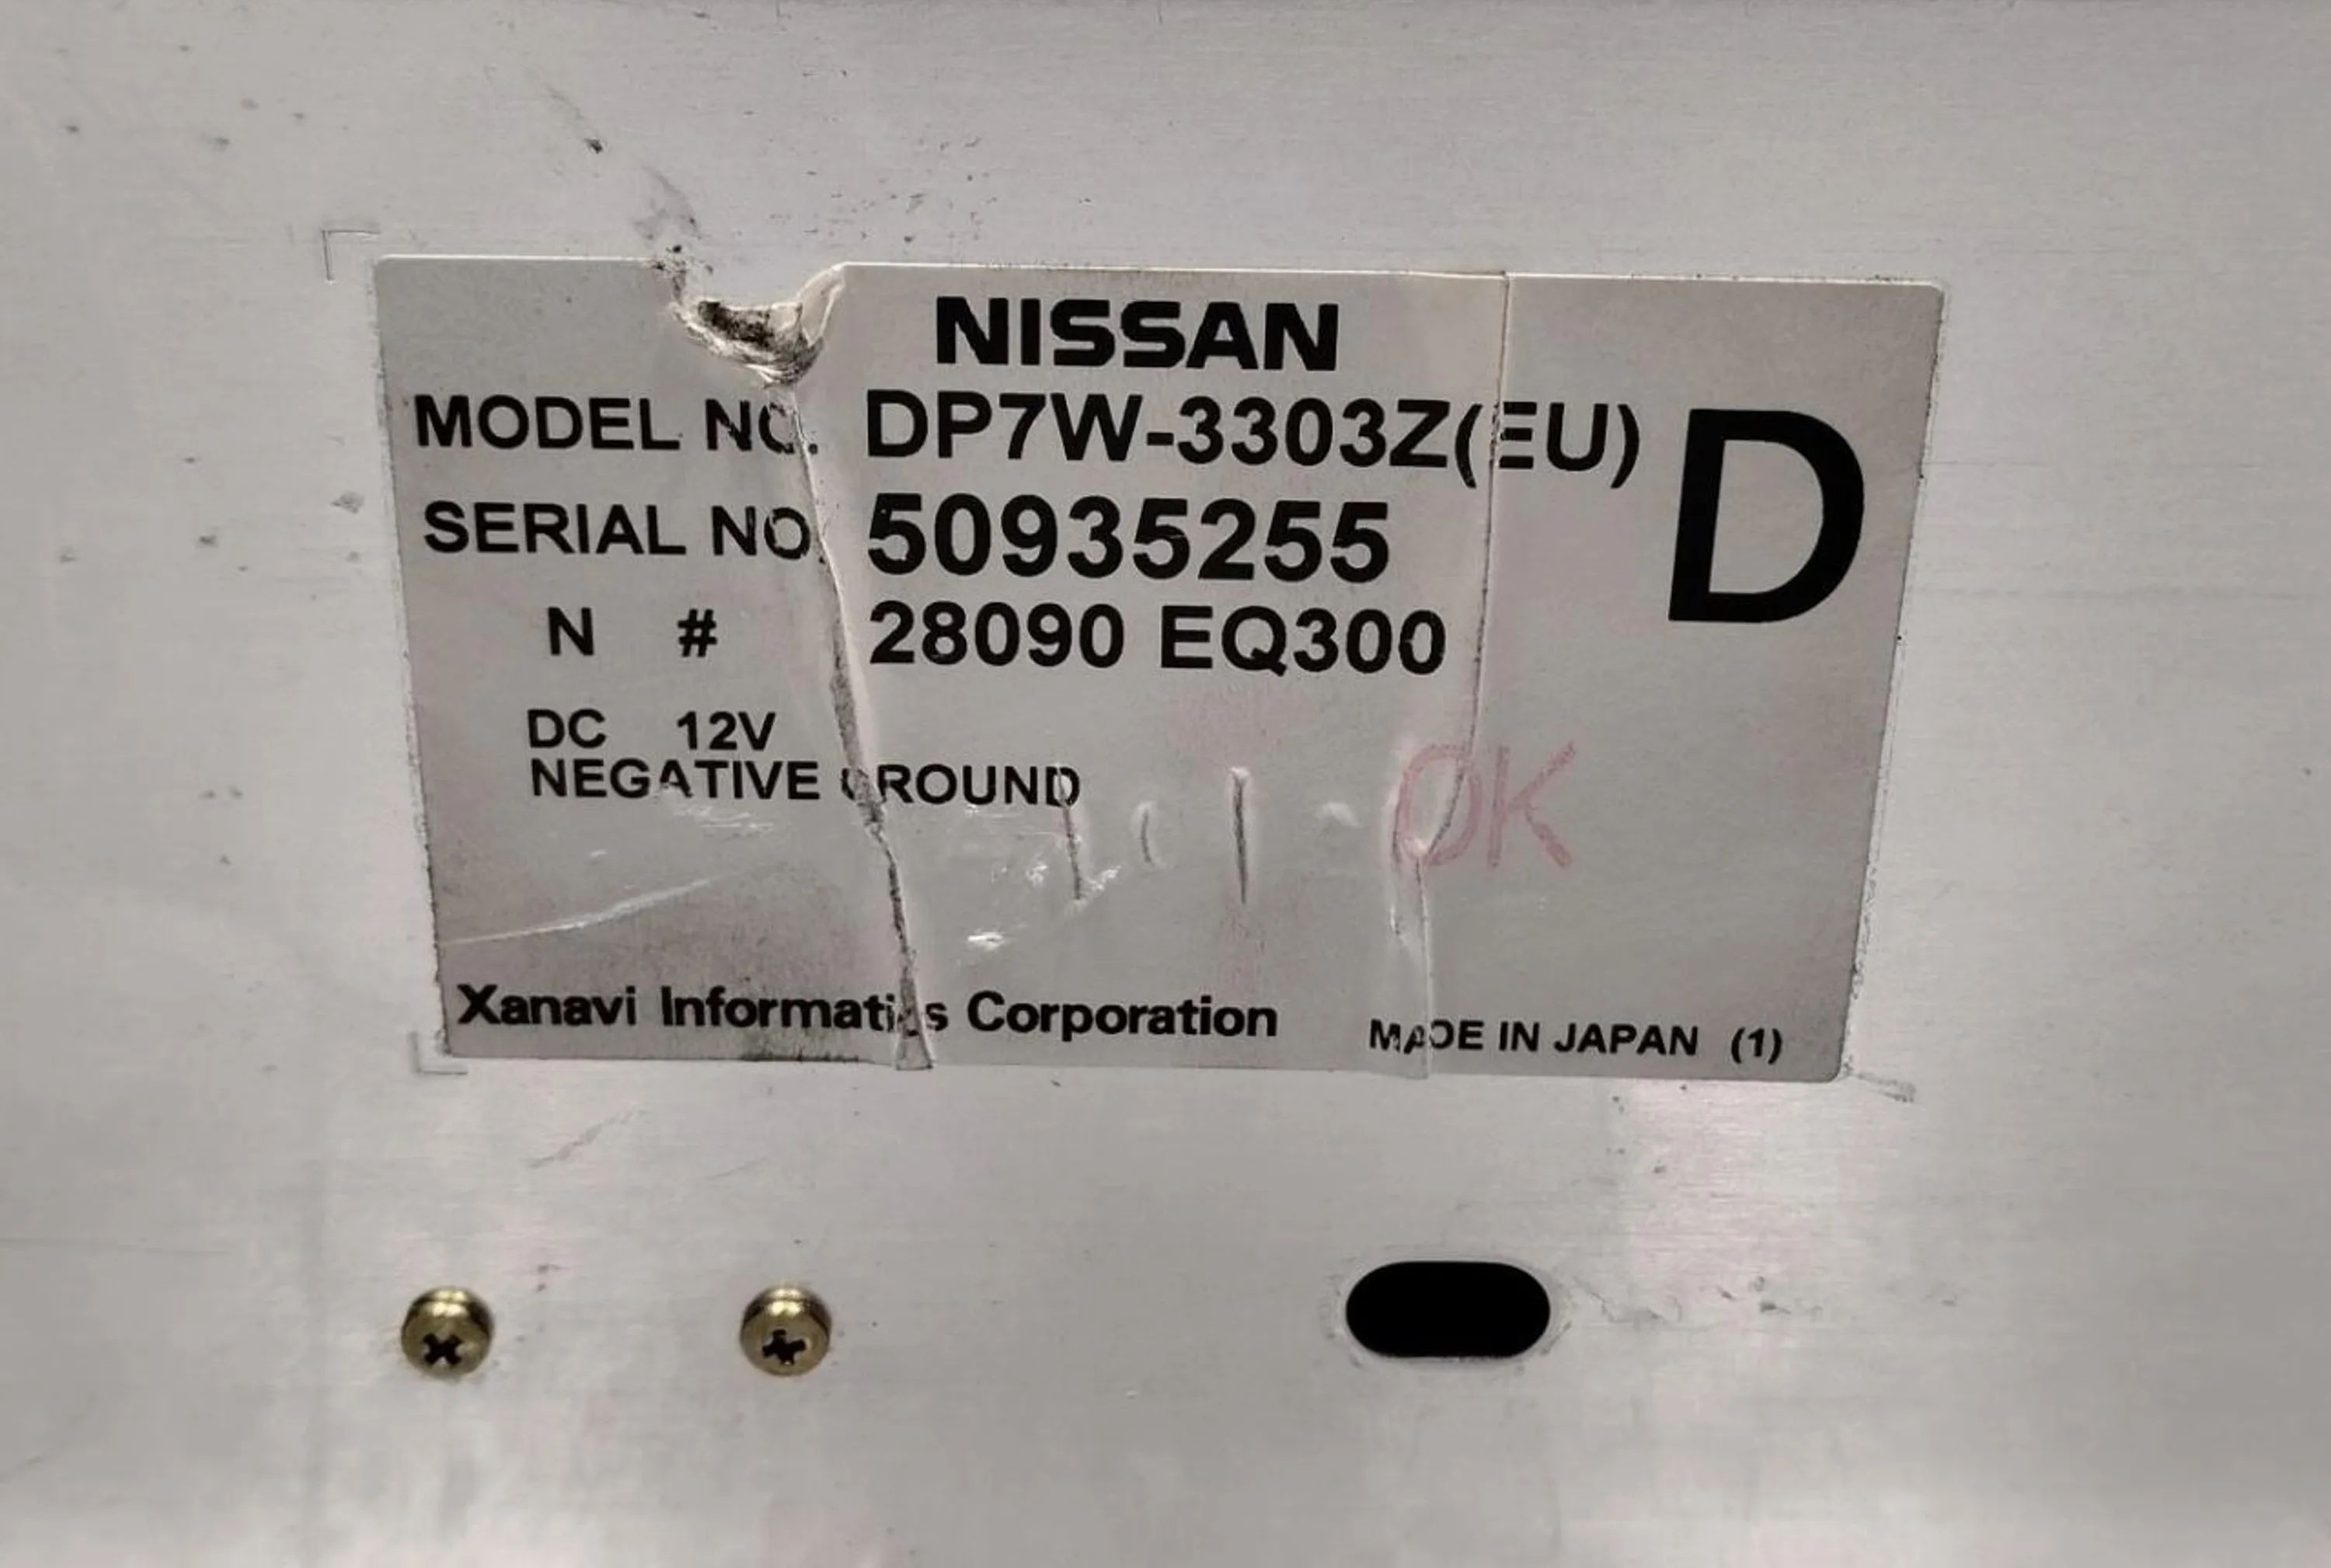 NISSAN
MODEL NO. DP7W-3303Z(EU)
D
SERIAL NO. 50935255
N # 28090 EQ300
DC 12V
NEGATIVE GROUND
OK
Xanavi Informatics Corporation
MADE IN JAPAN (1)